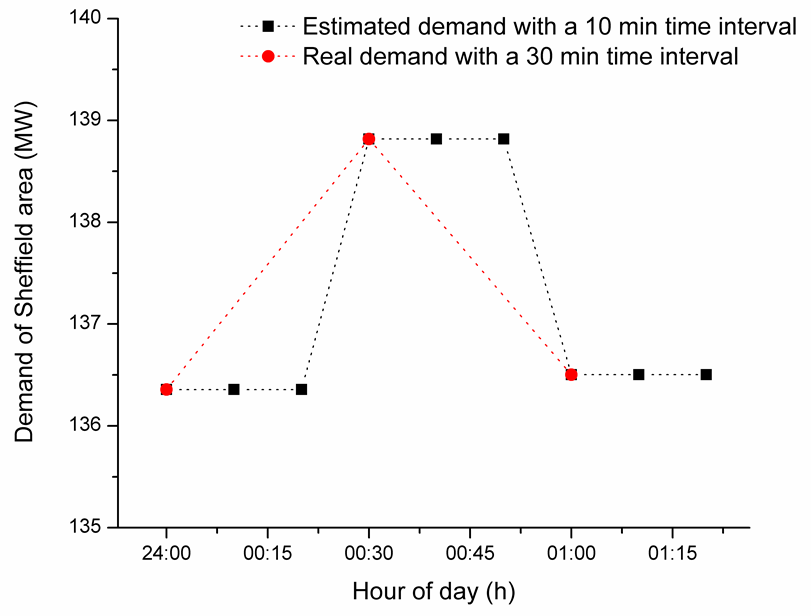 Estimated demand with a 10 min time interval
Real demand with a 30 min time interval
Demand of Sheffield area (MW)
140
139
138
137
136
135
24:00 00:15 00:30 00:45 01:00 01:15
Hour of day (h)